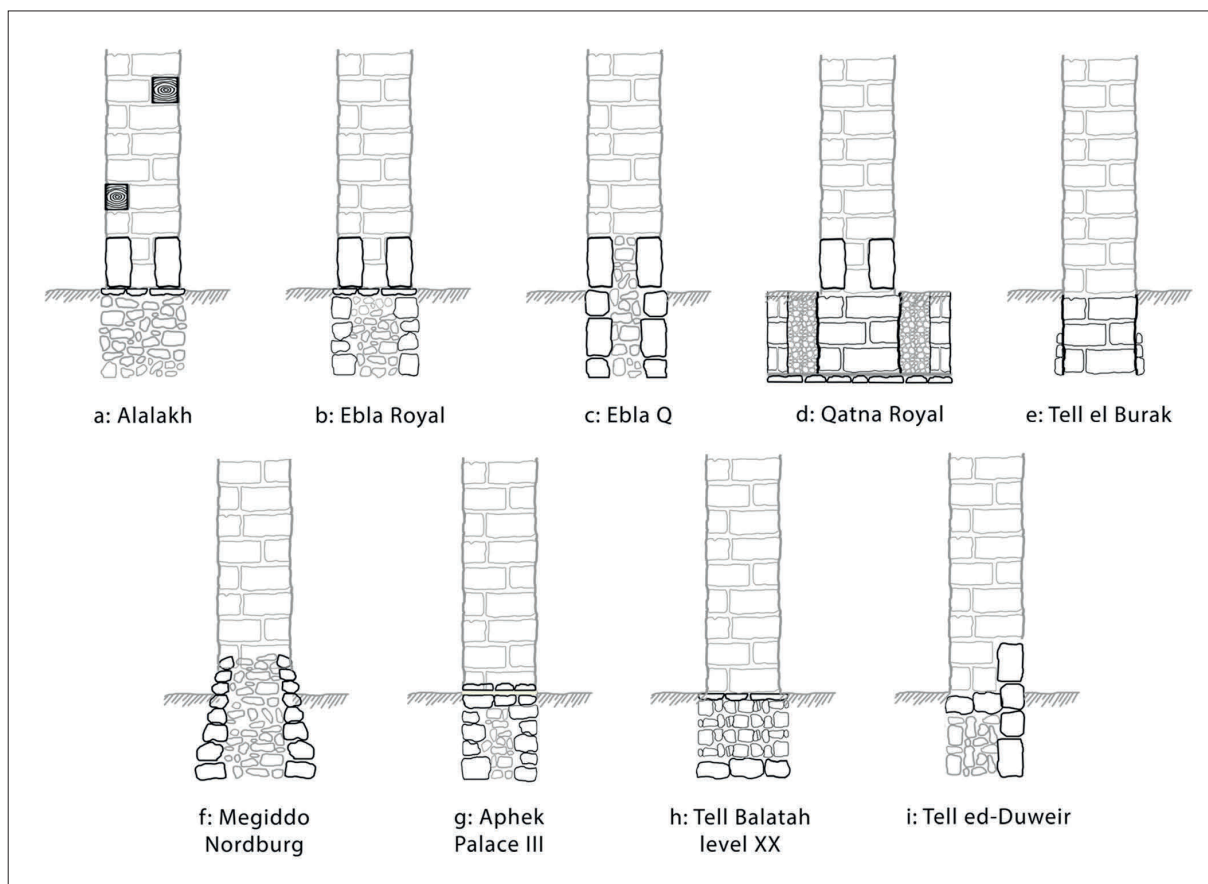 a: Alalakh
b: Ebla Royal
c: Ebla Q
d: Qatna Royal
e: Tell el Burak
f: Megiddo
Nordburg
g: Aphek
Palace III
h: Tell Balatah
level XX
i: Tell ed-Duweir